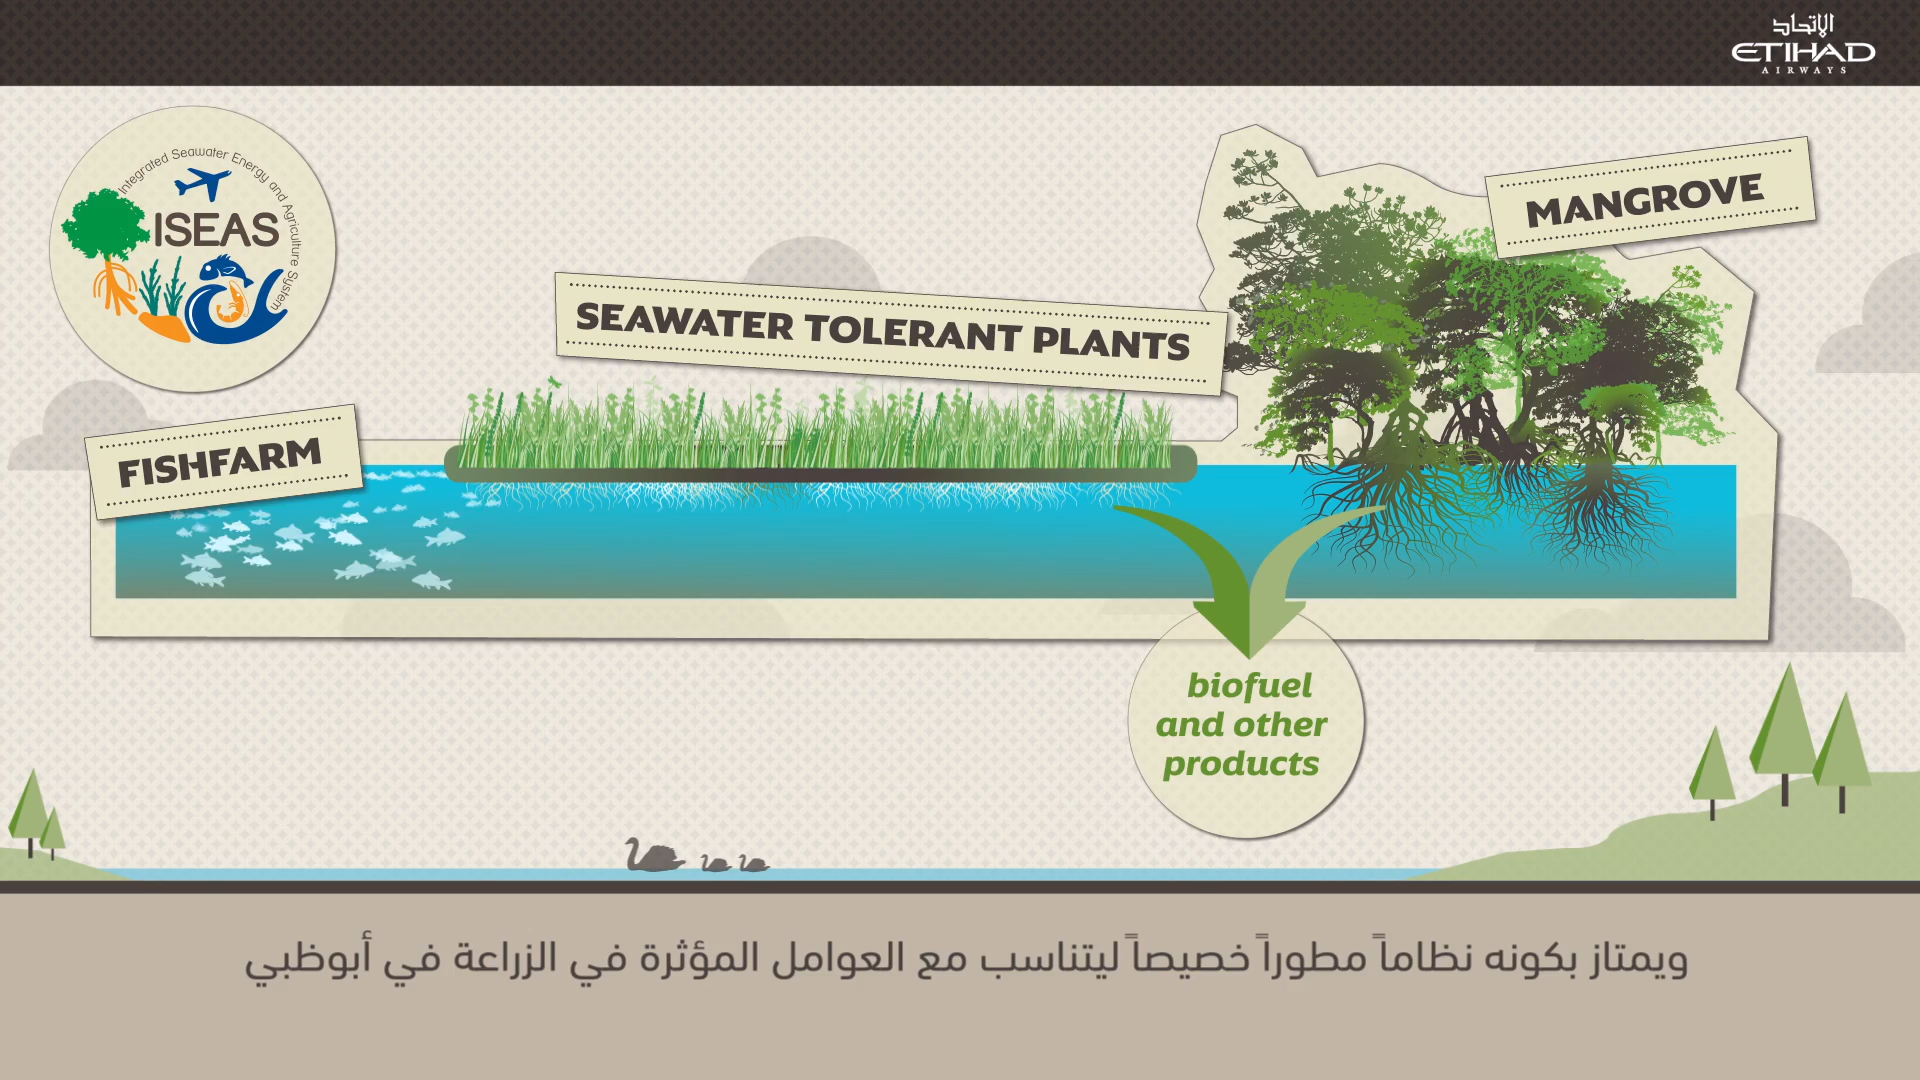 الإتحاد
ETIHAD
AIRWAYS
Integrated Seawater Energy and Agriculture System
ISEAS
MANGROVE
SEAWATER TOLERANT PLANTS
FISHFARM
biofuel
and other
products
ويمتاز بكونه نظاماً مطوراً خصيصاً ليتناسب مع العوامل المؤثرة في الزراعة في أبوظبي